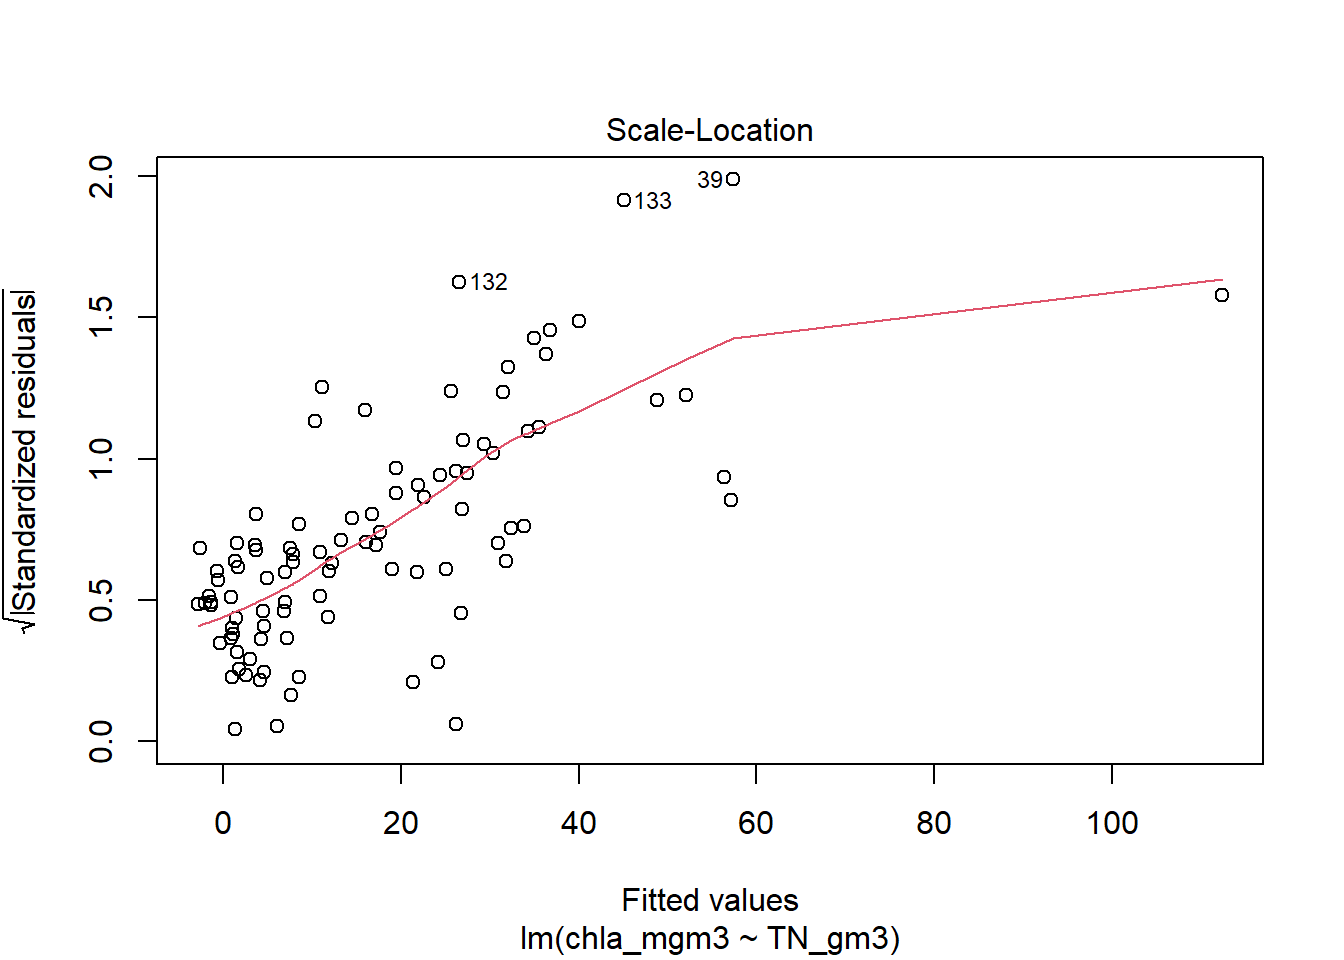 Scale-Location
√|Standardized residuals|
2.0
1.5
1.0
0.5
0.0
39
133
132
0 20 40 60 80 100
Fitted values
lm(chla_mgm3 ~ TN_gm3)